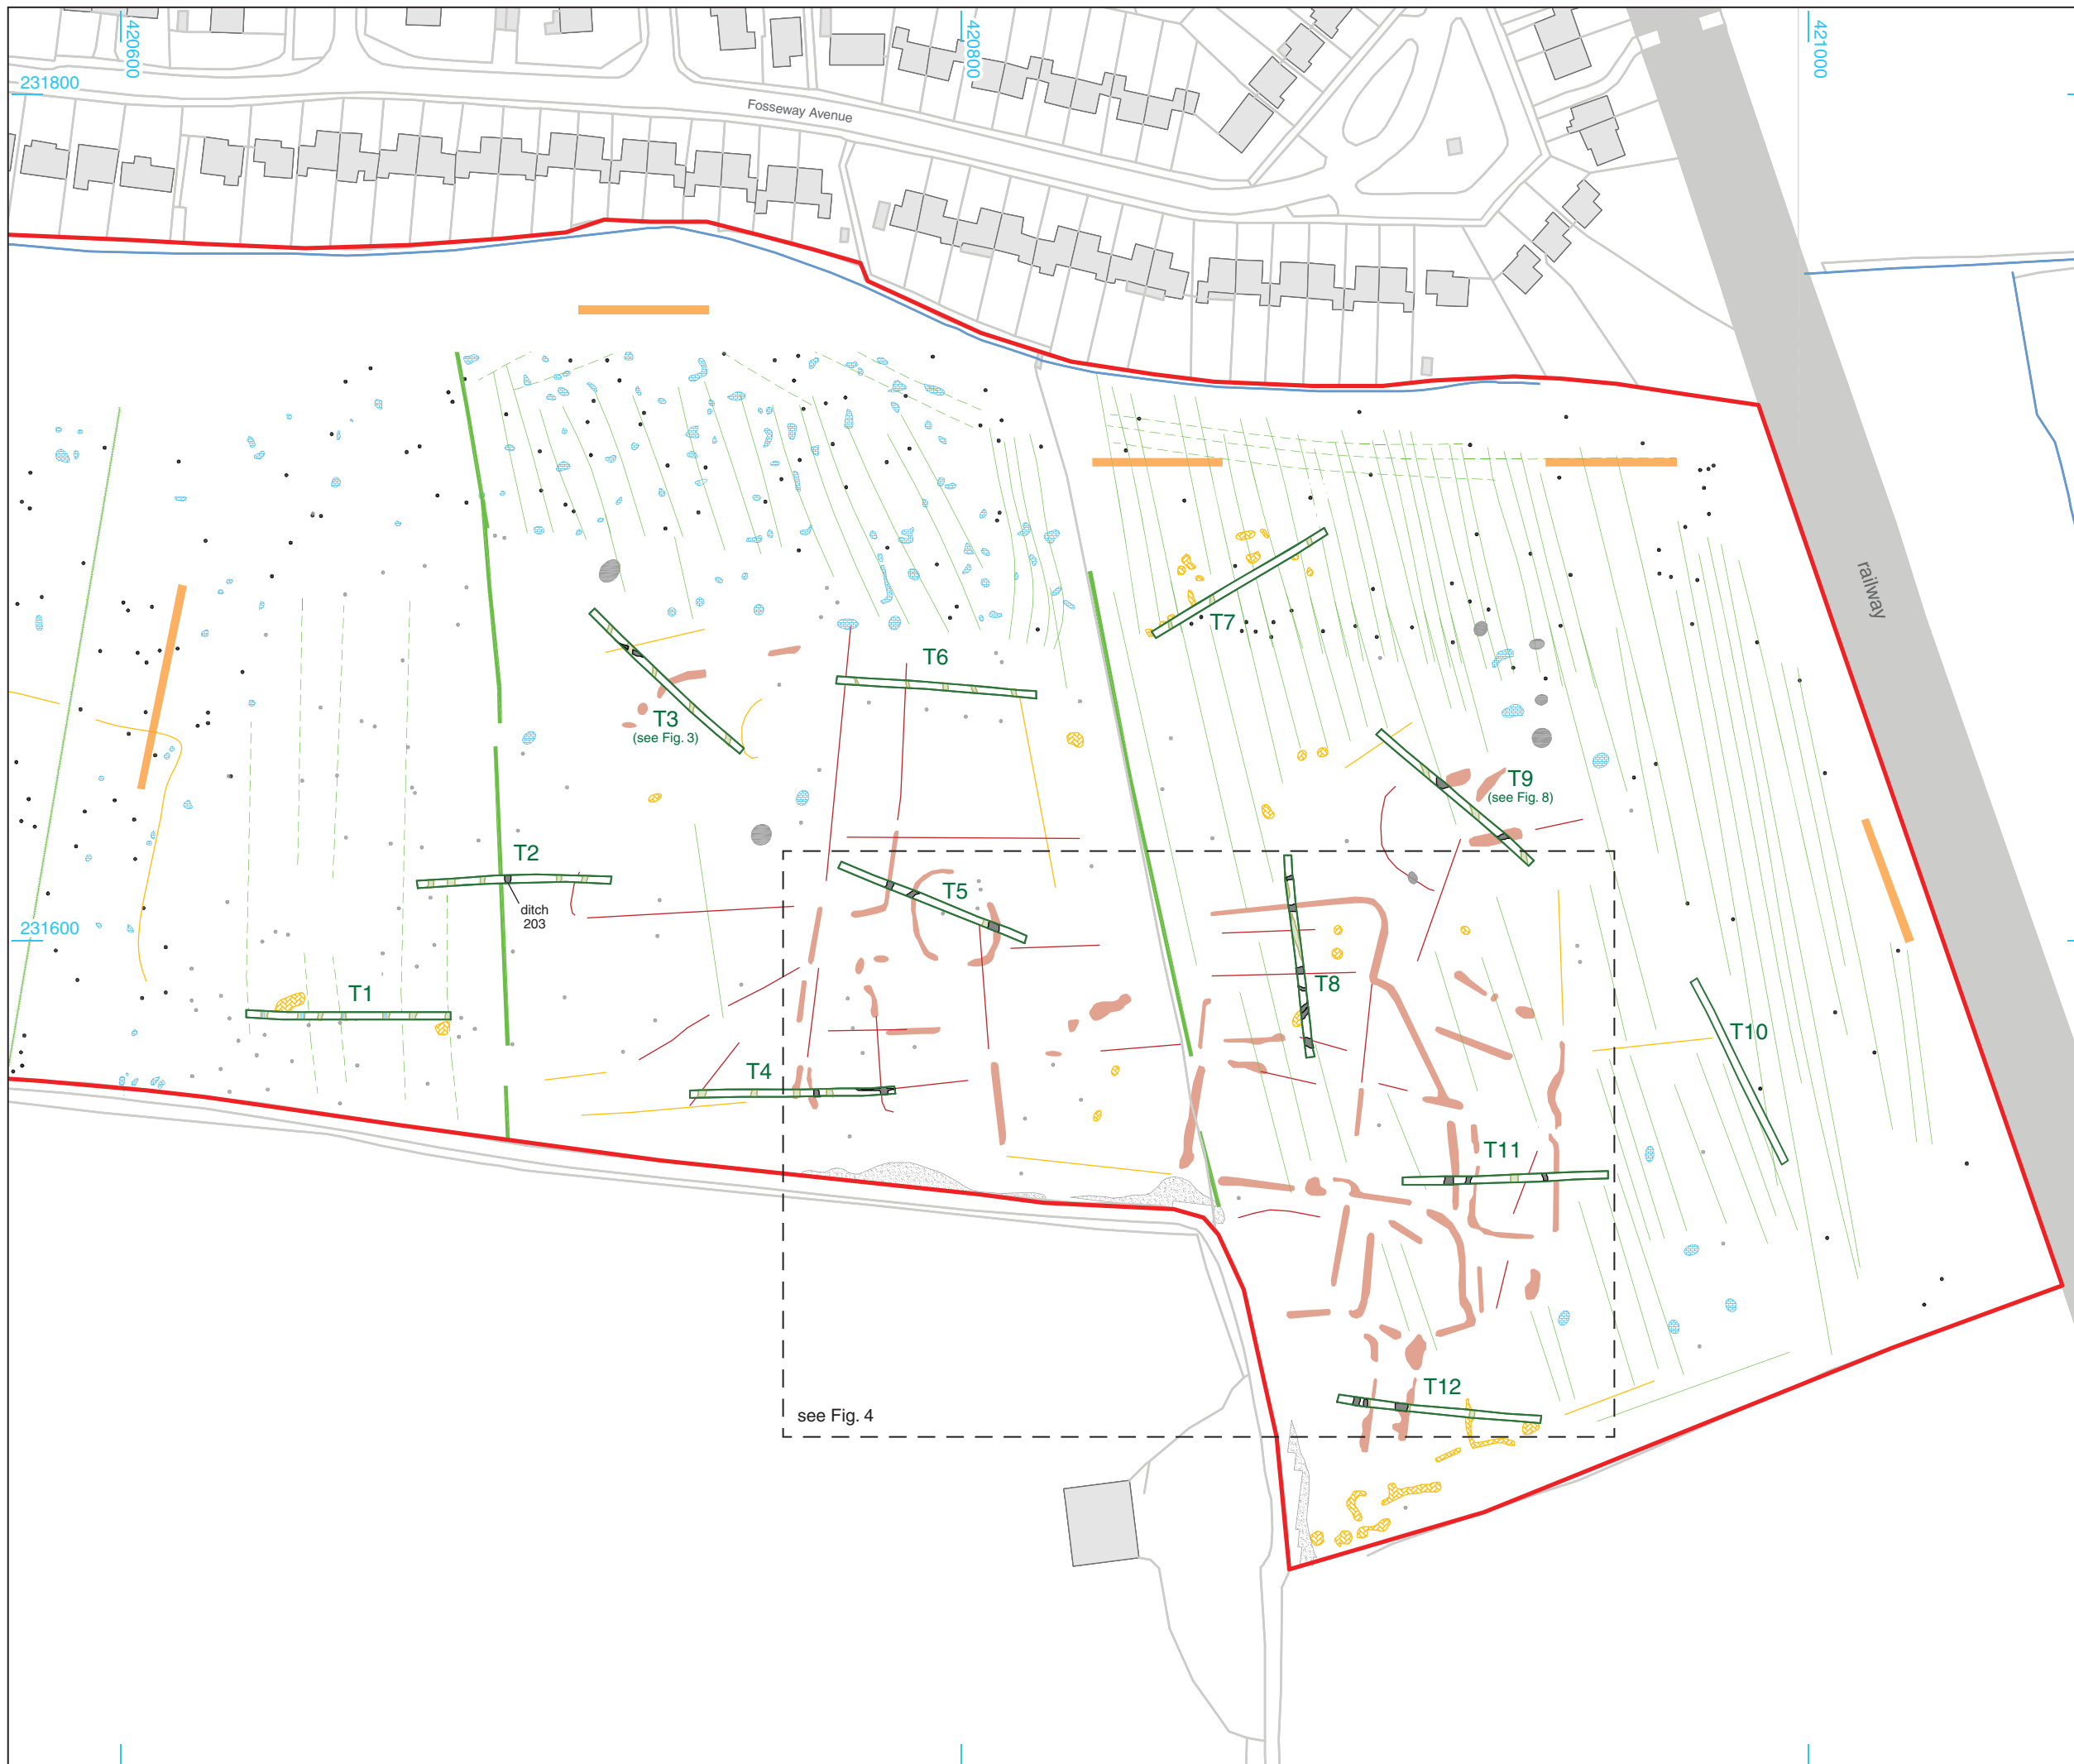 420600
420800
421000
231800
Fosseway Avenue
railway
T7
T6
T3
(see Fig. 3)
T9
(see Fig. 8)
T2
T5
ditch
203
231600
T8
T1
T10
T4
T11
T12
see Fig. 4